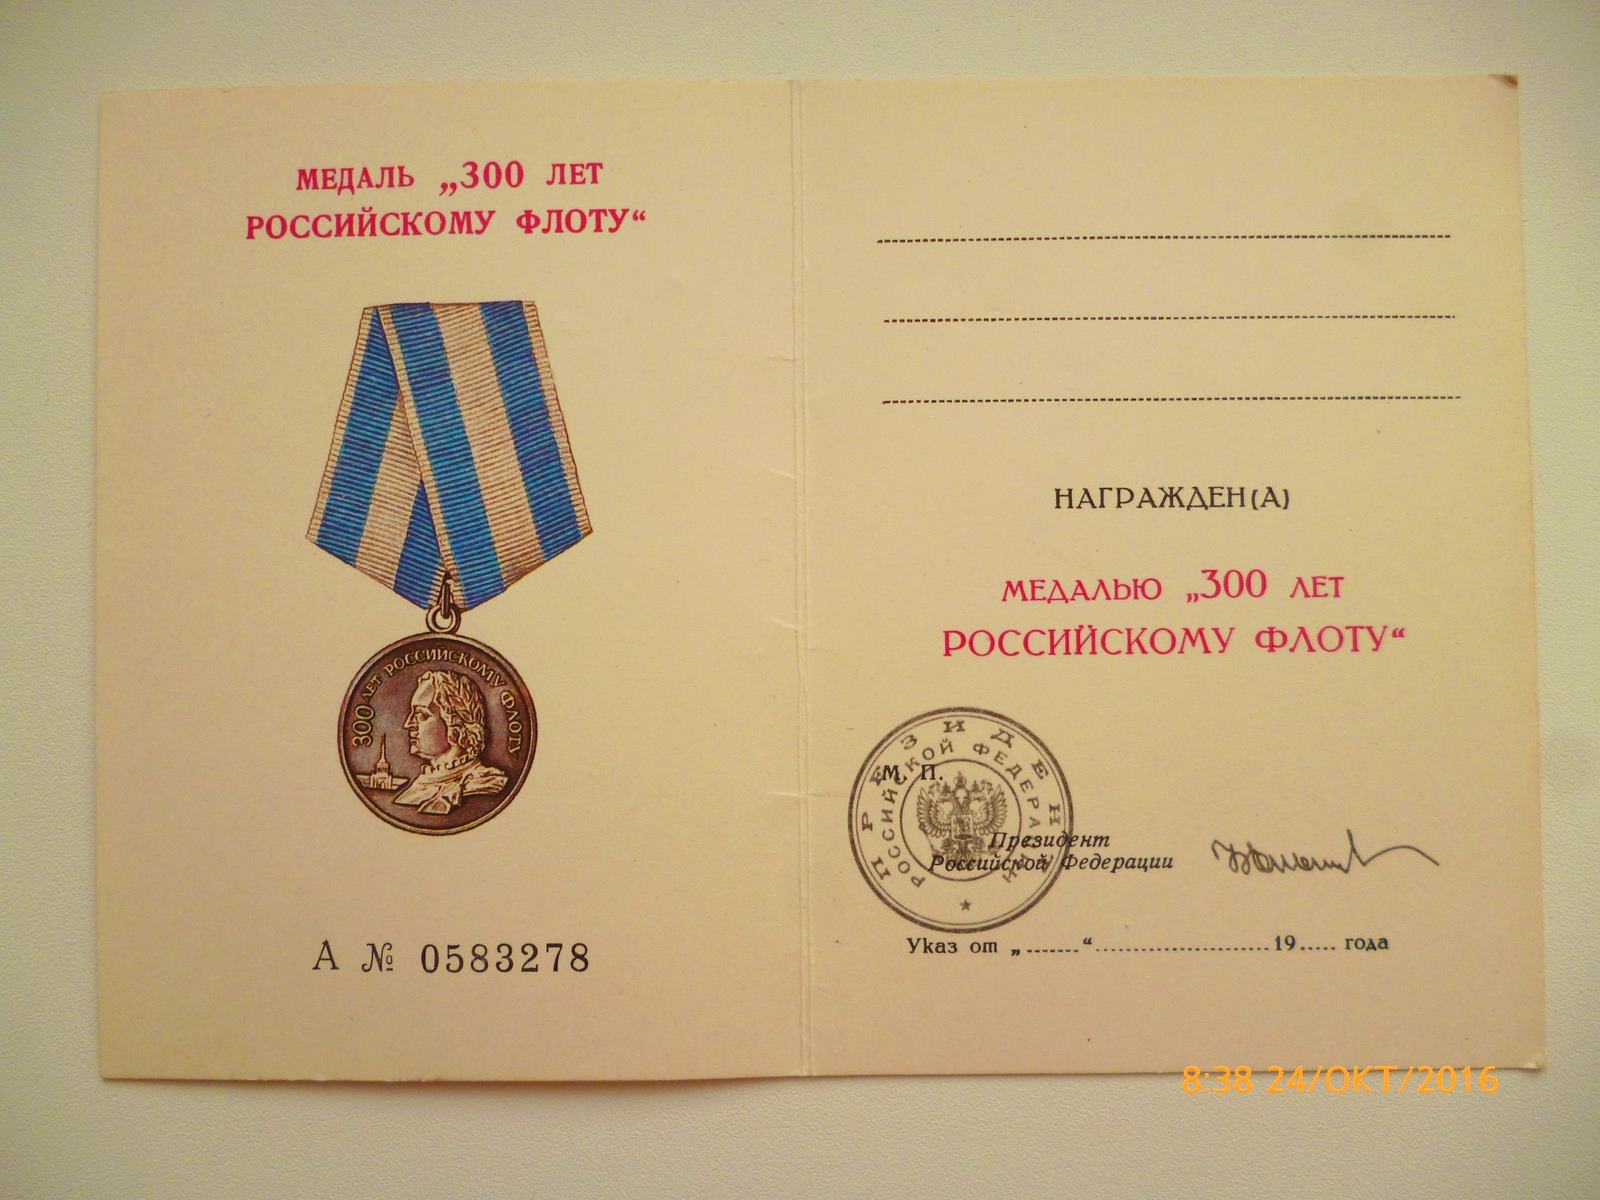 МЕДАЛЬ „300 ЛЕТ
РОССИЙСКОМУ ФЛОТУ“
300 ЛЕТ РОССИЙСКОМУ ФЛОТУ
А № 0583278
НАГРАЖДЕН(А)
МЕДАЛЬЮ „300 ЛЕТ
РОССИЙСКОМУ ФЛОТУ“
ПРЕЗИДЕНТ
РОССИЙСКОЙ ФЕДЕРАЦИИ
М. П.
Президент
Российской Федерации
Указ от „.......“........................19..... года
8:38 24/ОКТ/2016